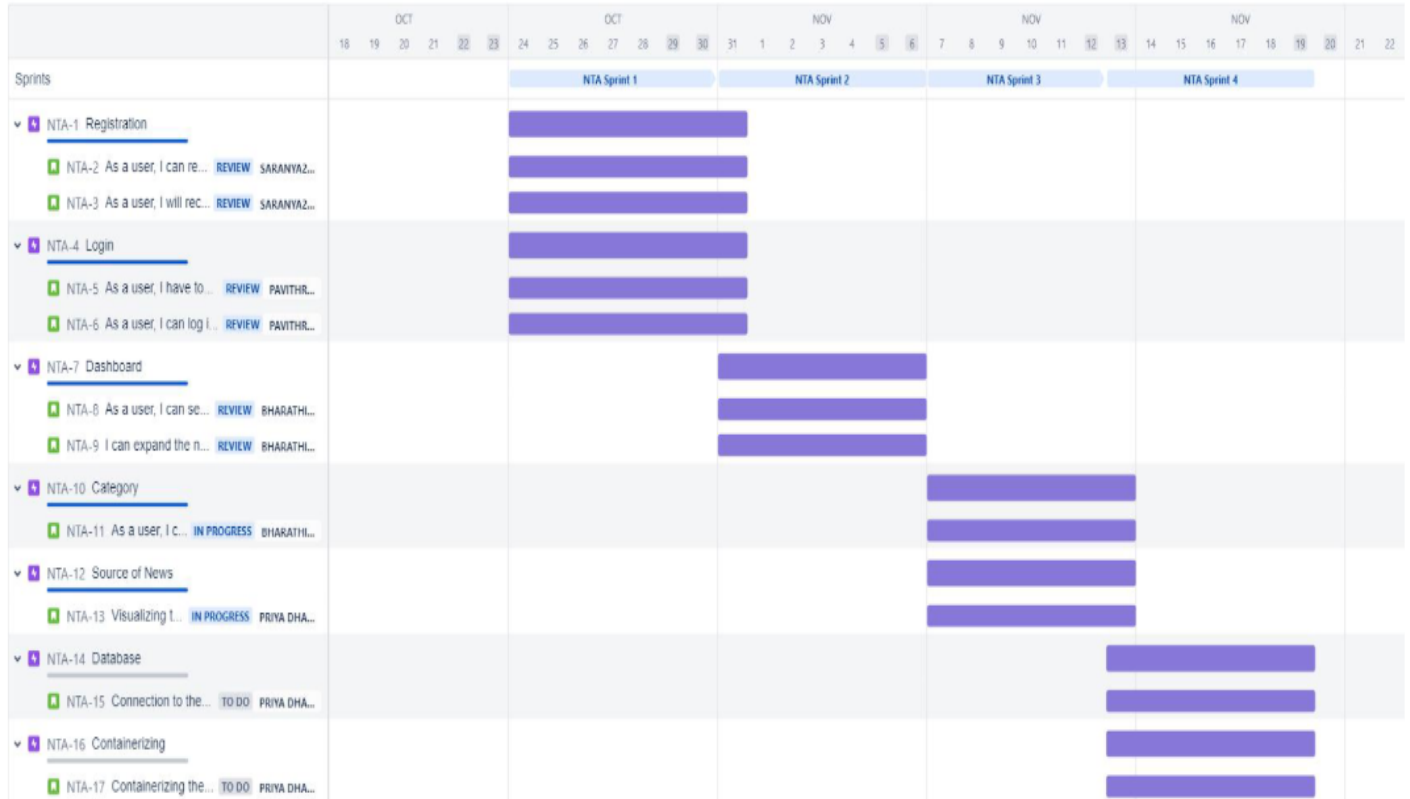 OCT OCT NOV NOV NOV
18 19 20 21 22 23 24 25 26 27 28 29 30 31 1 2 3 4 5 6 7 8 9 10 11 12 13 14 15 16 17 18 19 20 21 22
Sprints NTA Sprint 1 NTA Sprint 2 NTA Sprint 3 NTA Sprint 4
NTA-1 Registration
NTA-2 As a user, I can re... REVIEW SARANYA2...
NTA-3 As a user, I will rec... REVIEW SARANYA2...
NTA-4 Login
NTA-5 As a user, I have to... REVIEW PAVITHR...
NTA-6 As a user, I can log i... REVIEW PAVITHR...
NTA-7 Dashboard
NTA-8 As a user, I can se... REVIEW BHARATHI...
NTA-9 I can expand the n... REVIEW BHARATHI...
NTA-10 Category
NTA-11 As a user, I c... IN PROGRESS BHARATHI...
NTA-12 Source of News
NTA-13 Visualizing t... IN PROGRESS PRIYA DHA...
NTA-14 Database
NTA-15 Connection to the... TO DO PRIYA DHA...
NTA-16 Containerizing
NTA-17 Containerizing the... TO DO PRIYA DHA...